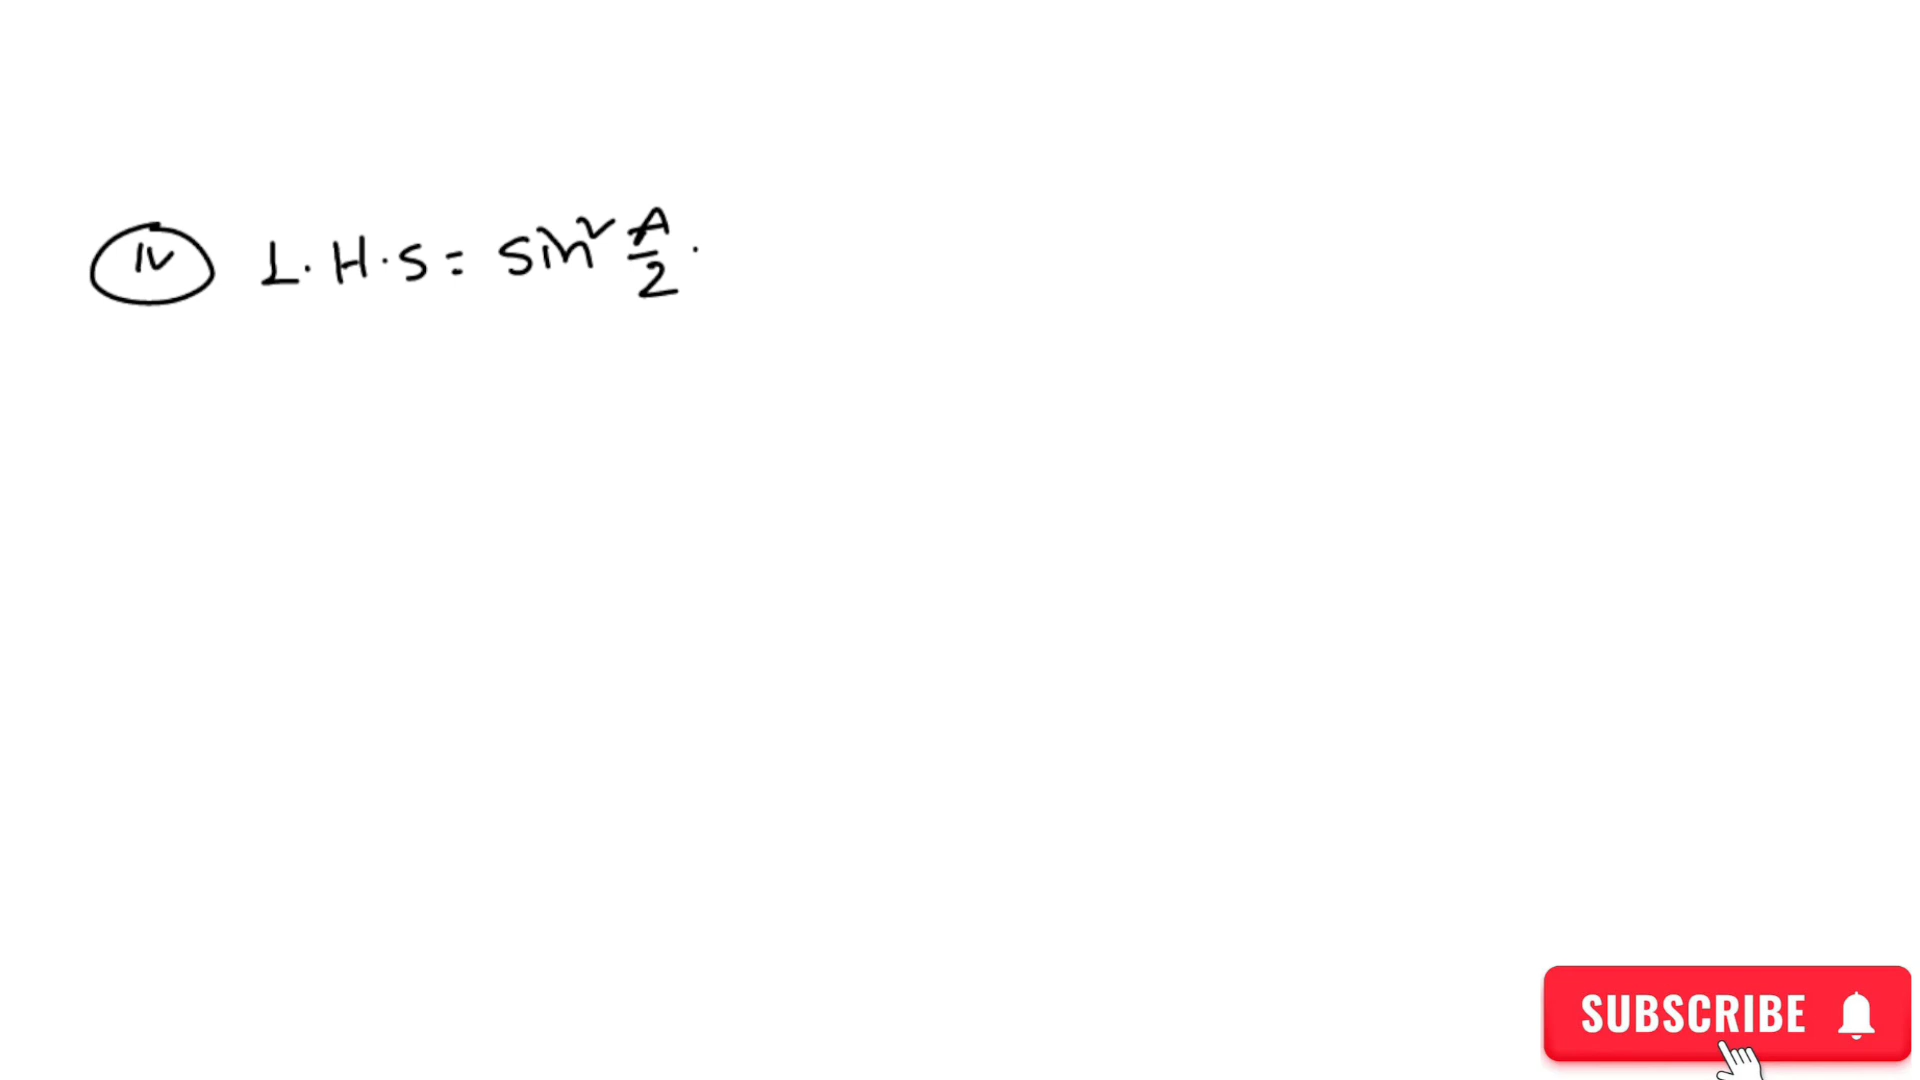 (iv) L.H.S = sin² A/2 .
SUBSCRIBE